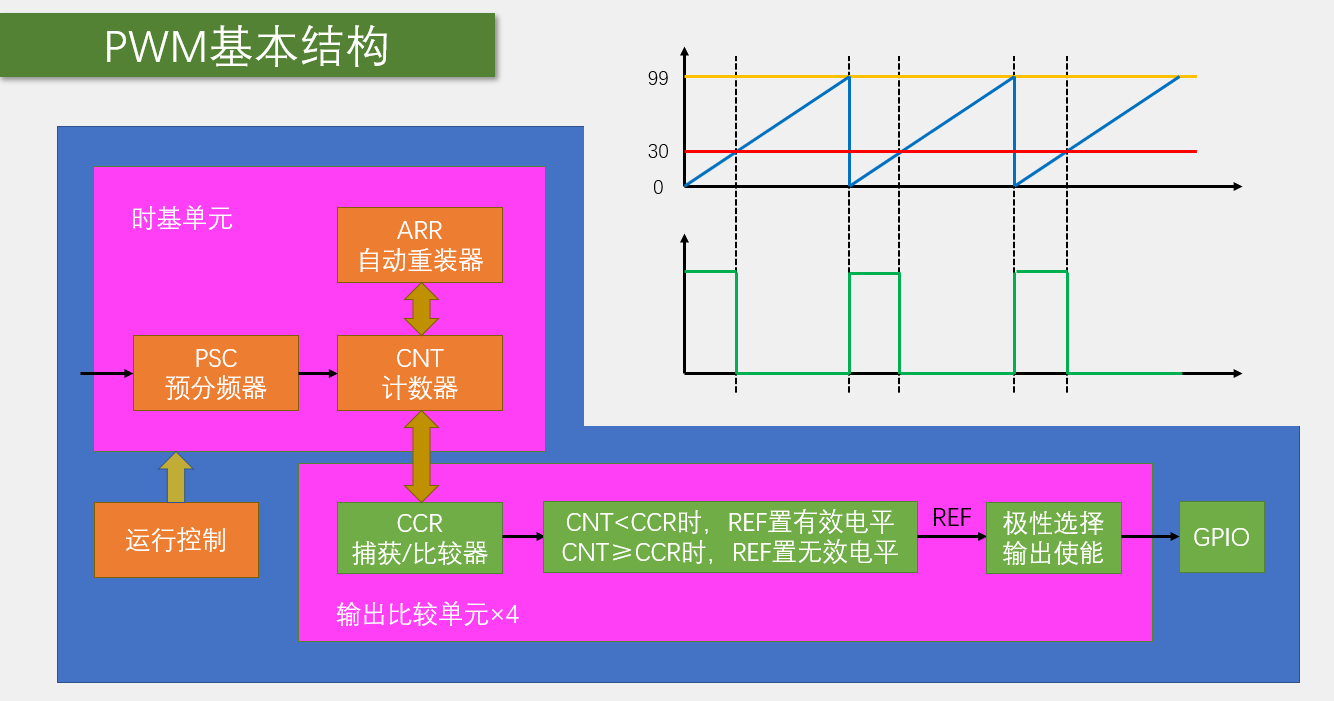 PWM基本结构
99
30
0
时基单元
ARR
自动重装器
PSC
预分频器
CNT
计数器
运行控制
CCR
捕获/比较器
CNT<CCR时，REF置有效电平
CNT≥CCR时，REF置无效电平
REF
极性选择
输出使能
GPIO
输出比较单元×4